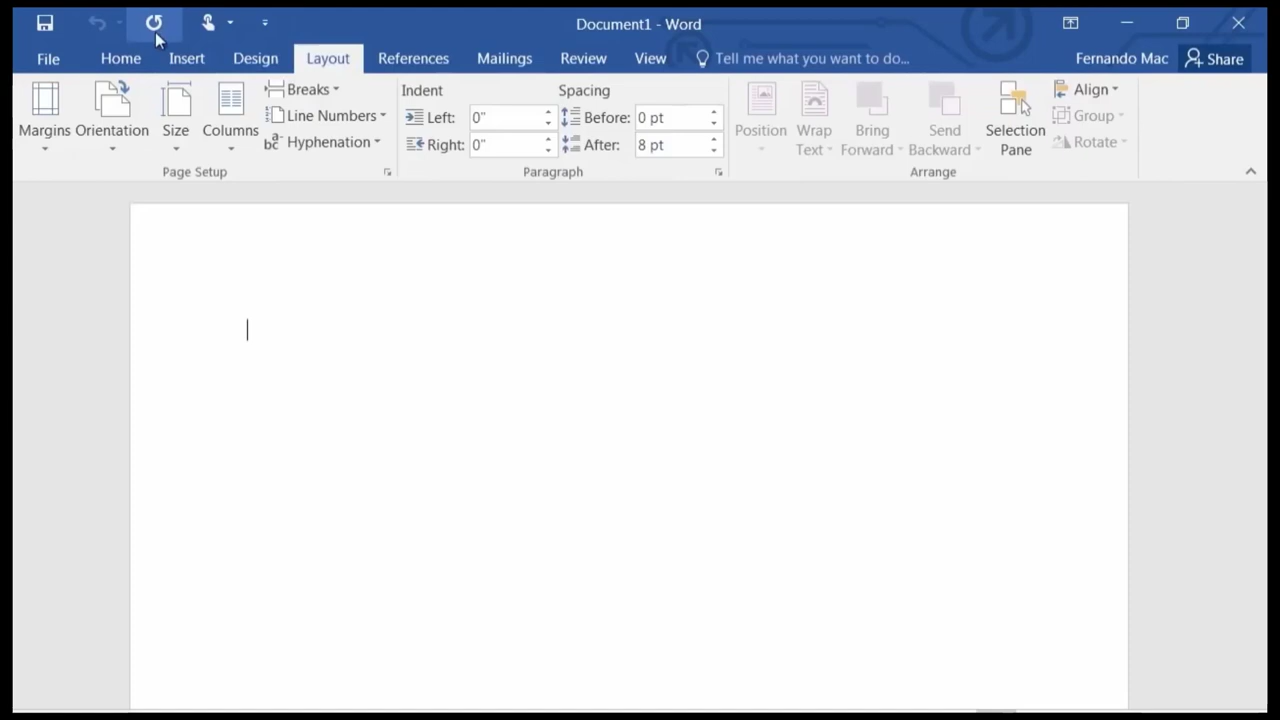 Document1 - Word
File Home Insert Design Layout References Mailings Review View Tell me what you want to do... Fernando Mac Share
Margins Orientation Size Columns
Breaks
Line Numbers
Hyphenation
Page Setup
Indent Spacing
Left: 0" Before: 0 pt
Right: 0" After: 8 pt
Paragraph
Position
Wrap
Text
Bring
Forward
Send
Backward
Selection
Pane
Align
Group
Rotate
Arrange